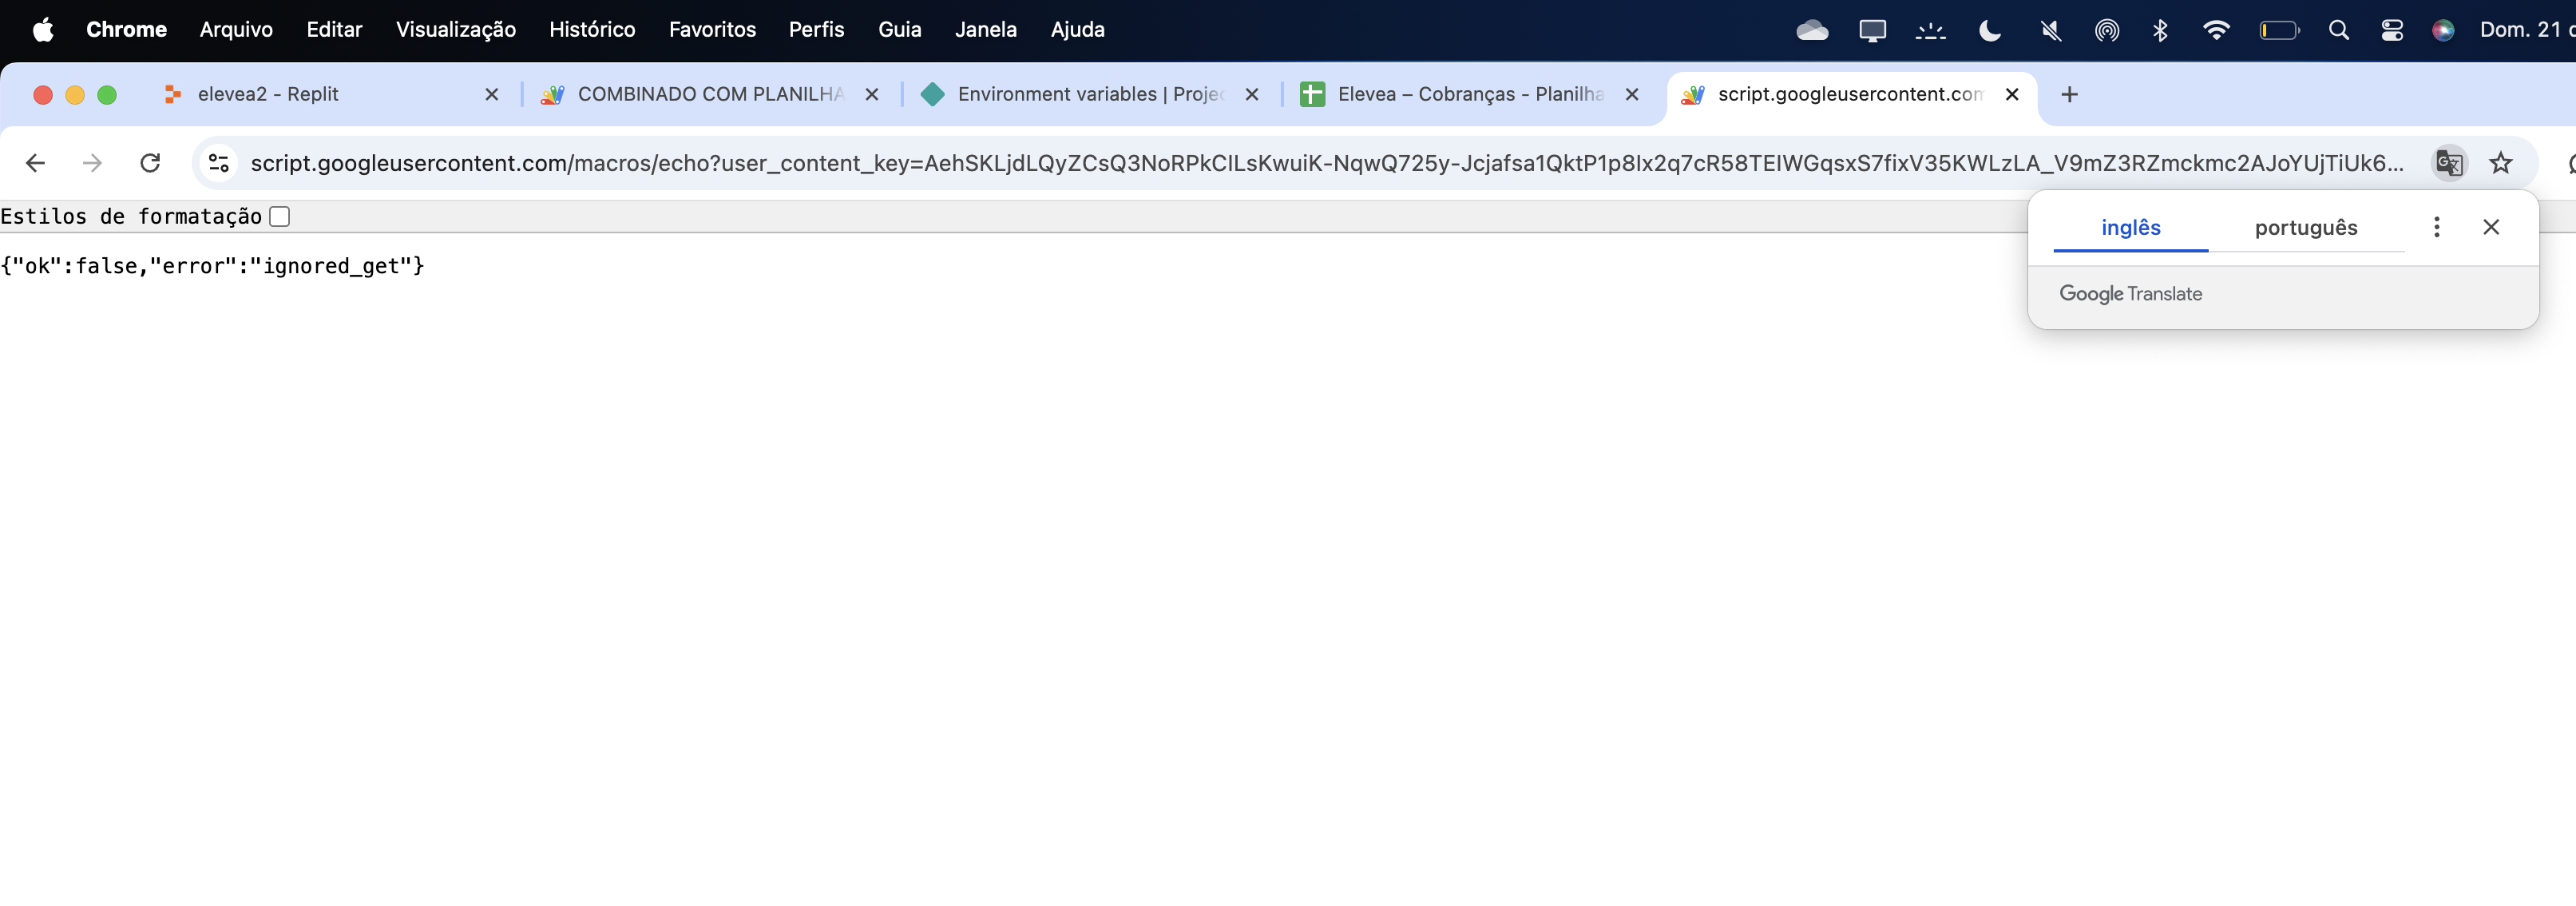 Chrome Arquivo Editar Visualização Histórico Favoritos Perfis Guia Janela Ajuda Dom. 21
elevea2 - Replit COMBINADO COM PLANILHA Environment variables | Projec Elevea – Cobranças - Planilha script.googleusercontent.com
script.googleusercontent.com/macros/echo?user_content_key=AehSKLjdLQyZCsQ3NoRPkCILsKwuiK-NqwQ725y-Jcjafsa1QktP1p8Ix2q7cR58TEIWGqsxS7fixV35KWLzLA_V9mZ3RZmckmc2AJoYUjTiUk6...
Estilos de formatação
inglês português
{"ok":false,"error":"ignored_get"}
Google Translate